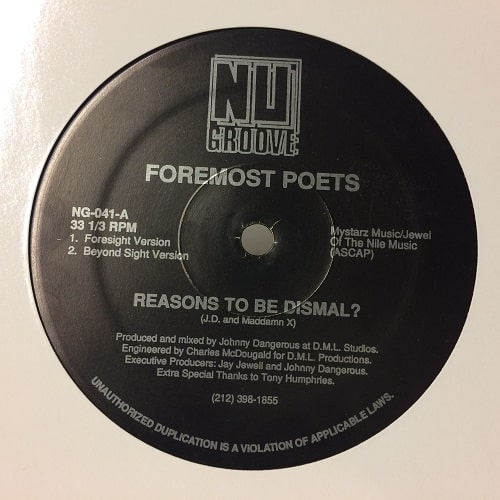 NU
GROOVE
FOREMOST POETS
NG-041-A
33 1/3 RPM
1. Foresight Version
2. Beyond Sight Version
Mystarz Music/Jewel
Of The Nile Music
(ASCAP)
REASONS TO BE DISMAL?
(J.D. and Maddamn X)
Produced and mixed by Johnny Dangerous at D.M.L. Studios.
Engineered by Charles McDougald for D.M.L. Productions.
Executive Producers: Jay Jewell and Johnny Dangerous.
Extra Special Thanks to Tony Humphries.
(212) 398-1855
UNAUTHORIZED DUPLICATION IS A VIOLATION OF APPLICABLE LAWS.